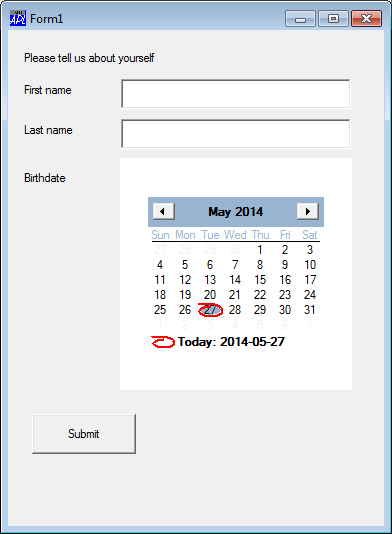 Form1
Please tell us about yourself
First name
Last name
Birthdate
May 2014
Sun Mon Tue Wed Thu Fri Sat
27 28 29 30 1 2 3
4 5 6 7 8 9 10
11 12 13 14 15 16 17
18 19 20 21 22 23 24
25 26 27 28 29 30 31
1 2 3 4 5 6 7
Today: 2014-05-27
Submit